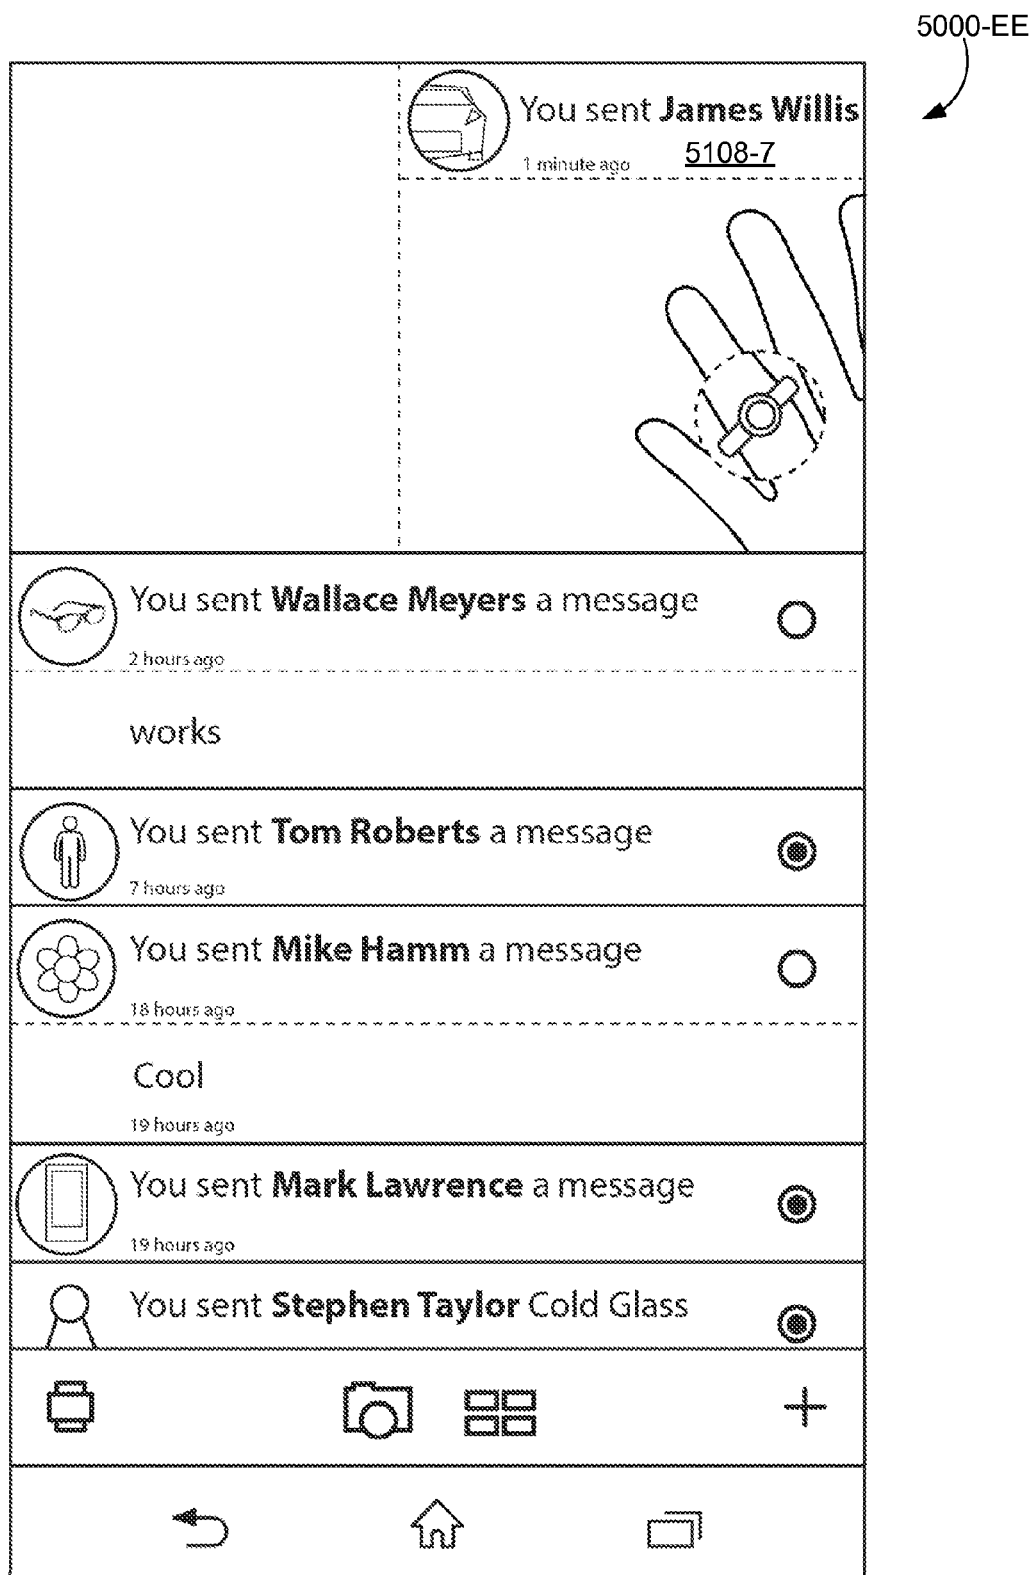 5000-EE
You sent James Willis
1 minute ago
5108-7
You sent Wallace Meyers a message
2 hours ago
works
You sent Tom Roberts a message
7 hours ago
You sent Mike Hamm a message
18 hours ago
Cool
19 hours ago
You sent Mark Lawrence a message
19 hours ago
You sent Stephen Taylor Cold Glass